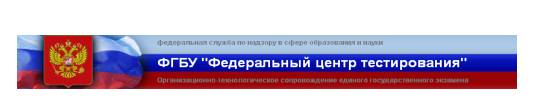 федеральная служба по надзору в сфере образования и науки
ФГБУ "Федеральный центр тестирования"
Организационно-технологическое сопровождение единого государственного экзамена